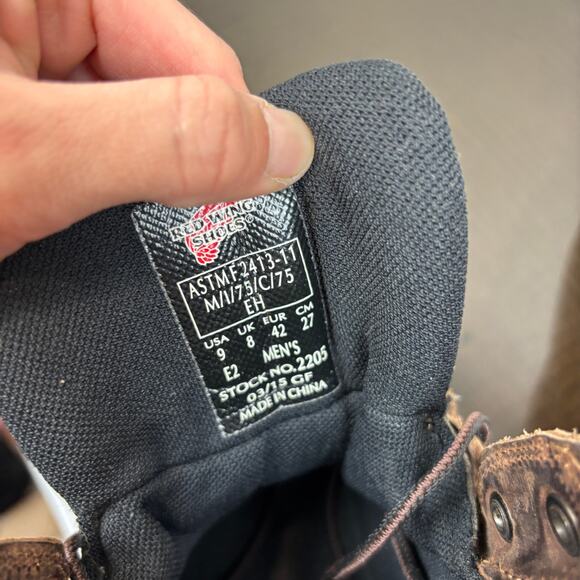 RED WING
SHOES®
ASTM F2413-11
M/I/75/C/75
EH
USA UK EUR CM
9 8 42 27
E2 MEN'S
STOCK NO.2205
03/15 GF
MADE IN CHINA